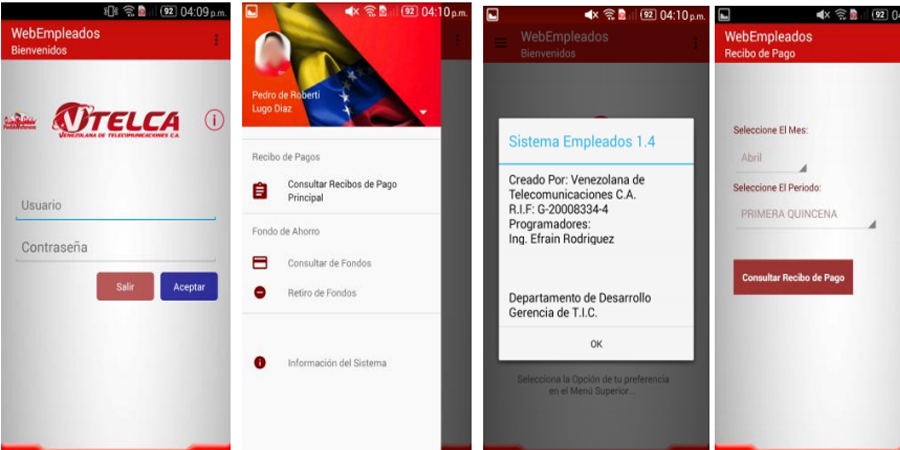 92 04:09 p.m.
WebEmpleados
Bienvenidos
VTELCA
VENEZOLANA DE TELECOMUNICACIONES C.A.
i
Usuario
Contraseña
Salir
Aceptar
92 04:10 p.m.
Pedro de Roberti
Lugo Diaz
Recibo de Pagos
Consultar Recibos de Pago
Principal
Fondo de Ahorro
Consultar de Fondos
Retiro de Fondos
Información del Sistema
92 04:10 p.m.
WebEmpleados
Bienvenidos
Sistema Empleados 1.4
Creado Por: Venezolana de
Telecomunicaciones C.A.
R.I.F: G-20008334-4
Programadores:
Ing. Efrain Rodriguez
Departamento de Desarrollo
Gerencia de T.I.C.
OK
Selecciona la Opción de tu preferencia
en el Menú Superior...
92 04
WebEmpleados
Recibo de Pago
Seleccione El Mes:
Abril
Seleccione El Periodo:
PRIMERA QUINCENA
Consultar Recibo de Pago